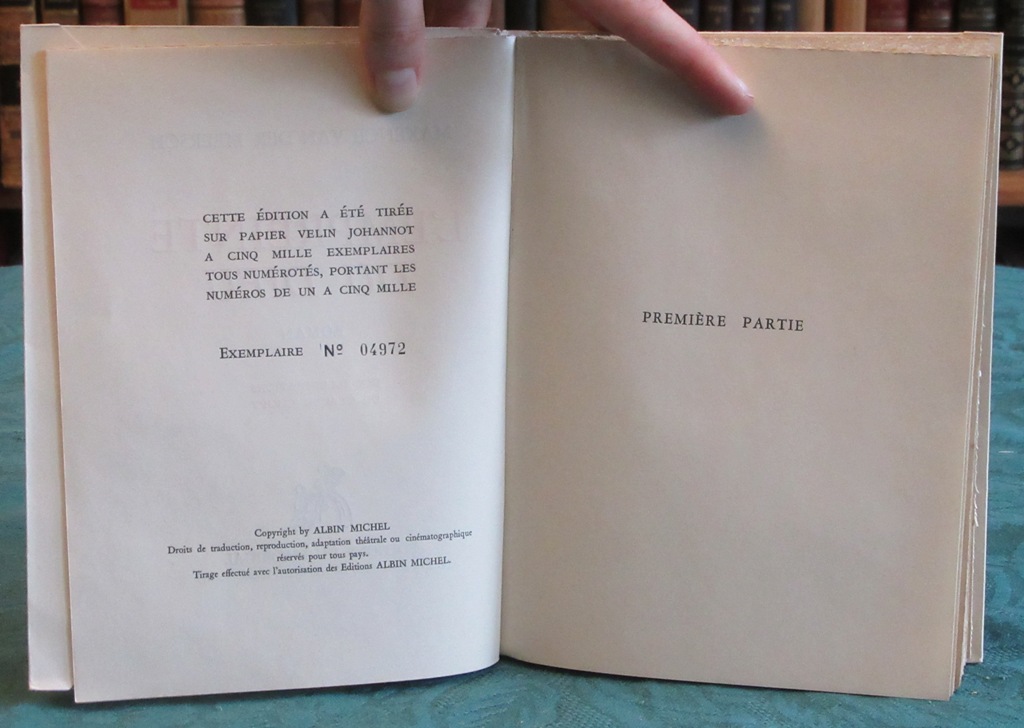 CETTE ÉDITION A ÉTÉ TIRÉE
SUR PAPIER VELIN JOHANNOT
A CINQ MILLE EXEMPLAIRES
TOUS NUMÉROTÉS, PORTANT LES
NUMÉROS DE UN A CINQ MILLE
EXEMPLAIRE Nº 04972
Copyright by ALBIN MICHEL
Droits de traduction, reproduction, adaptation théâtrale ou cinématographique
réservés pour tous pays.
Tirage effectué avec l'autorisation des Editions ALBIN MICHEL.
PREMIÈRE PARTIE